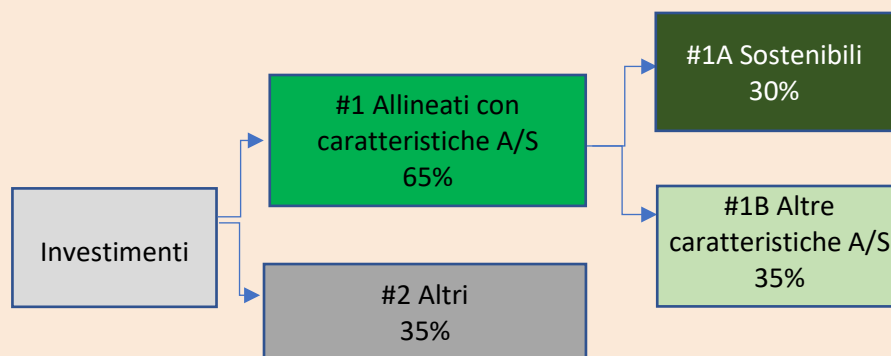 Investimenti
#1 Allineati con
caratteristiche A/S
65%
#2 Altri
35%
#1A Sostenibili
30%
#1B Altre
caratteristiche A/S
35%